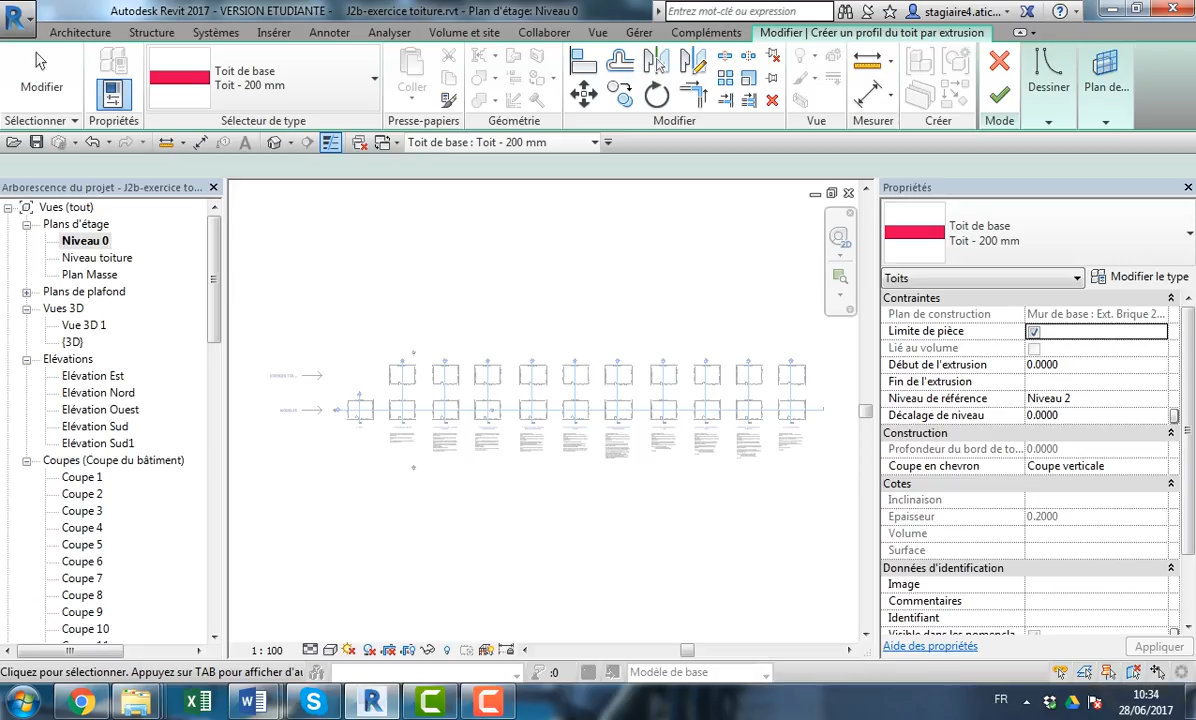 Autodesk Revit 2017 - VERSION ETUDIANTE - J2b-exercice toiture.rvt - Plan d'étage: Niveau 0
Entrez mot-clé ou expression
stagiaire4.atic...
Architecture
Structure
Systèmes
Insérer
Annoter
Analyser
Volume et site
Collaborer
Vue
Gérer
Compléments
Modifier | Créer un profil du toit par extrusion
Modifier
Toit de base
Toit - 200 mm
Coller
Dessiner
Plan de...
Sélectionner
Propriétés
Sélecteur de type
Presse-papiers
Géométrie
Modifier
Vue
Mesurer
Créer
Mode
Toit de base : Toit - 200 mm
Arborescence du projet - J2b-exercice to...
Vues (tout)
Plans d'étage
Niveau 0
Niveau toiture
Plan Masse
Plans de plafond
Vues 3D
Vue 3D 1
{3D}
Elévations
Elévation Est
Elévation Nord
Elévation Ouest
Elévation Sud
Elévation Sud1
Coupes (Coupe du bâtiment)
Coupe 1
Coupe 2
Coupe 3
Coupe 4
Coupe 5
Coupe 6
Coupe 7
Coupe 8
Coupe 9
Coupe 10
2D
Propriétés
Toit de base
Toit - 200 mm
Toits
Modifier le type
Contraintes
Plan de construction Mur de base : Ext. Brique 2...
Limite de pièce
Lié au volume
Début de l'extrusion 0.0000
Fin de l'extrusion
Niveau de référence Niveau 2
Décalage de niveau 0.0000
Construction
Profondeur du bord de to... 0.0000
Coupe en chevron Coupe verticale
Cotes
Inclinaison
Epaisseur 0.2000
Volume
Surface
Données d'identification
Image
Commentaires
Identifiant
Visible dans les nomencla...
Aide des propriétés
Appliquer
1 : 100
Cliquez pour sélectionner. Appuyez sur TAB pour afficher d'au
:0
Modèle de base
FR
10:34
28/06/2017